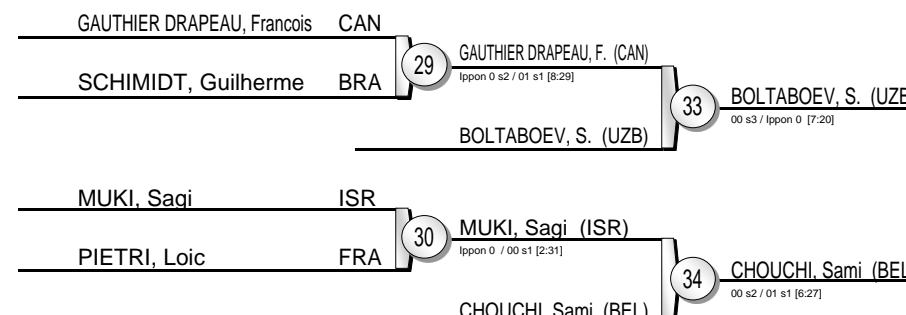 GAUTHIER DRAPEAU, Francois CAN
29
GAUTHIER DRAPEAU, F. (CAN)
Ippon 0 s2 / 01 s1 [8:29]
SCHIMIDT, Guilherme BRA
33
BOLTABOEV, S. (UZB
00 s3 / Ippon 0 [7:20]
BOLTABOEV, S. (UZB)
MUKI, Sagi ISR
30
MUKI, Sagi (ISR)
Ippon 0 / 00 s1 [2:31]
PIETRI, Loic FRA
34
CHOUCHI, Sami (BEL
00 s2 / 01 s1 [6:27]
CHOUCHI, Sami (BEL)